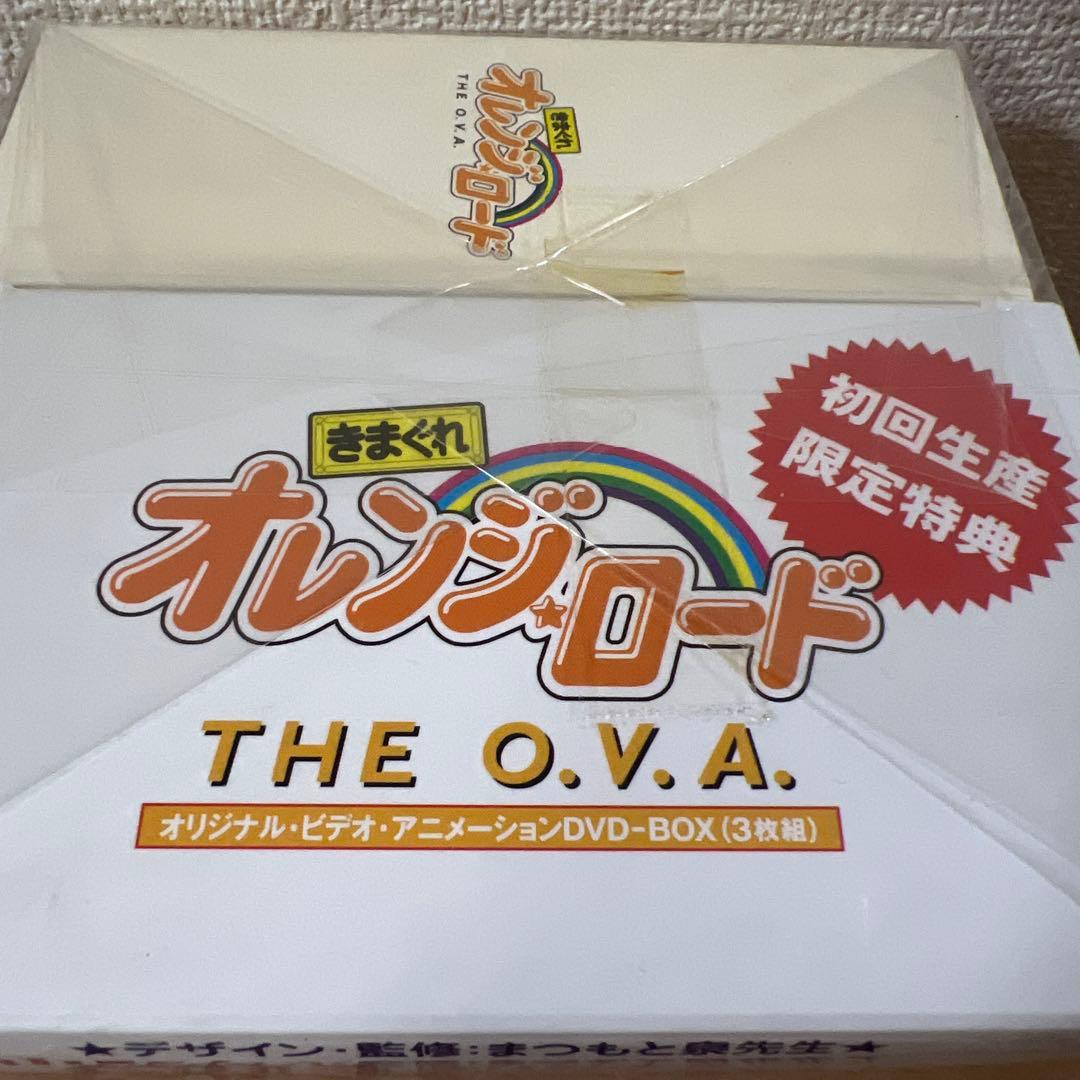 きまぐれ
オレンジ☆ロード
THE O.V.A.
きまぐれ
オレンジ☆ロード
THE O.V.A.
オリジナル・ビデオ・アニメーションDVD-BOX(3枚組)
初回生産
限定特典
★デザイン・監修:まつもと泉先生★